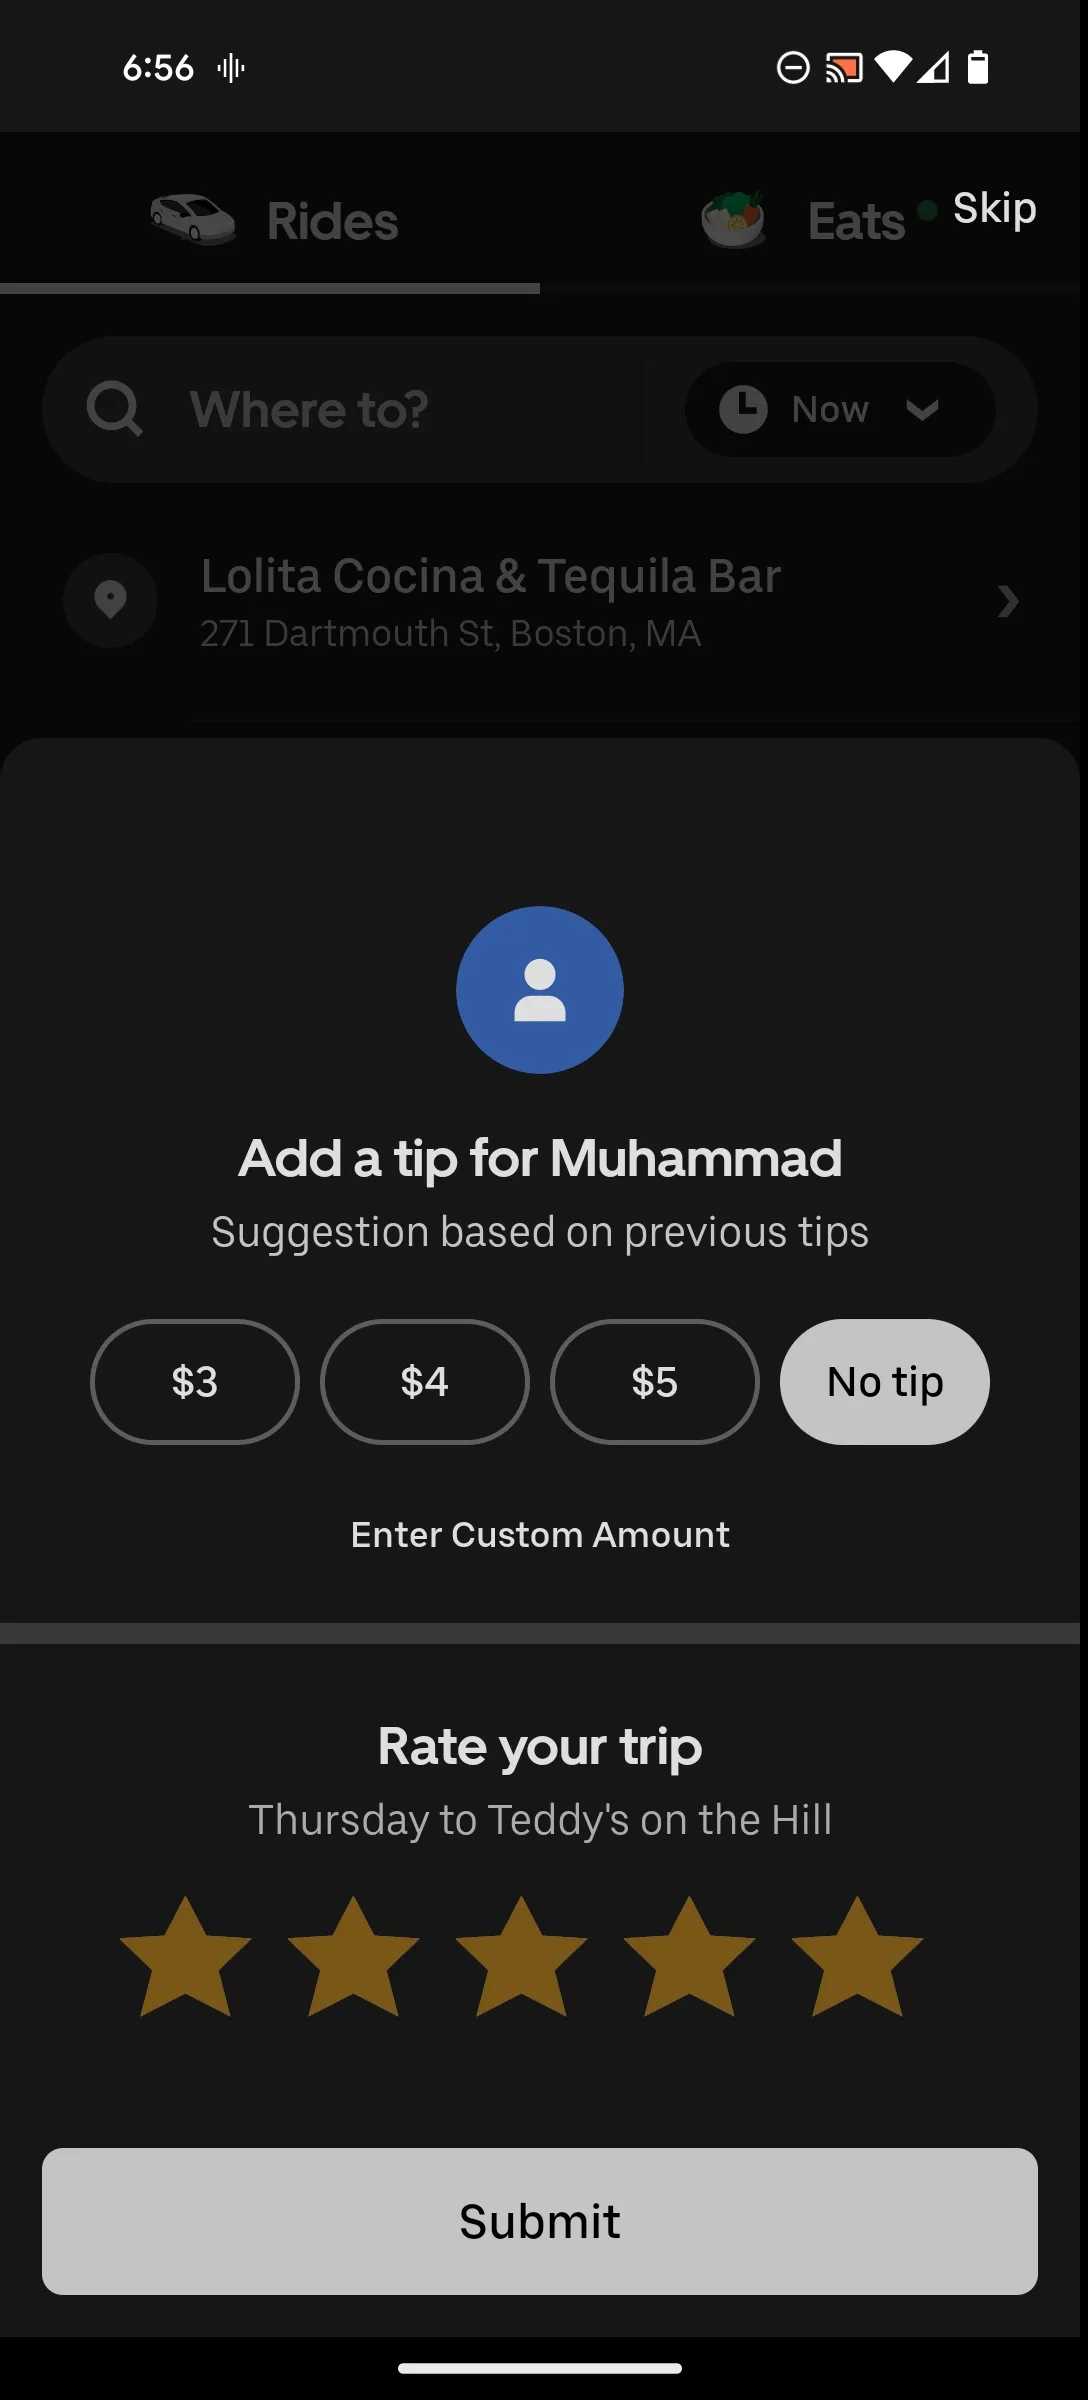 6:56
Rides
Eats
Skip
Where to?
Now
Lolita Cocina & Tequila Bar
271 Dartmouth St, Boston, MA
Add a tip for Muhammad
Suggestion based on previous tips
$3
$4
$5
No tip
Enter Custom Amount
Rate your trip
Thursday to Teddy's on the Hill
Submit